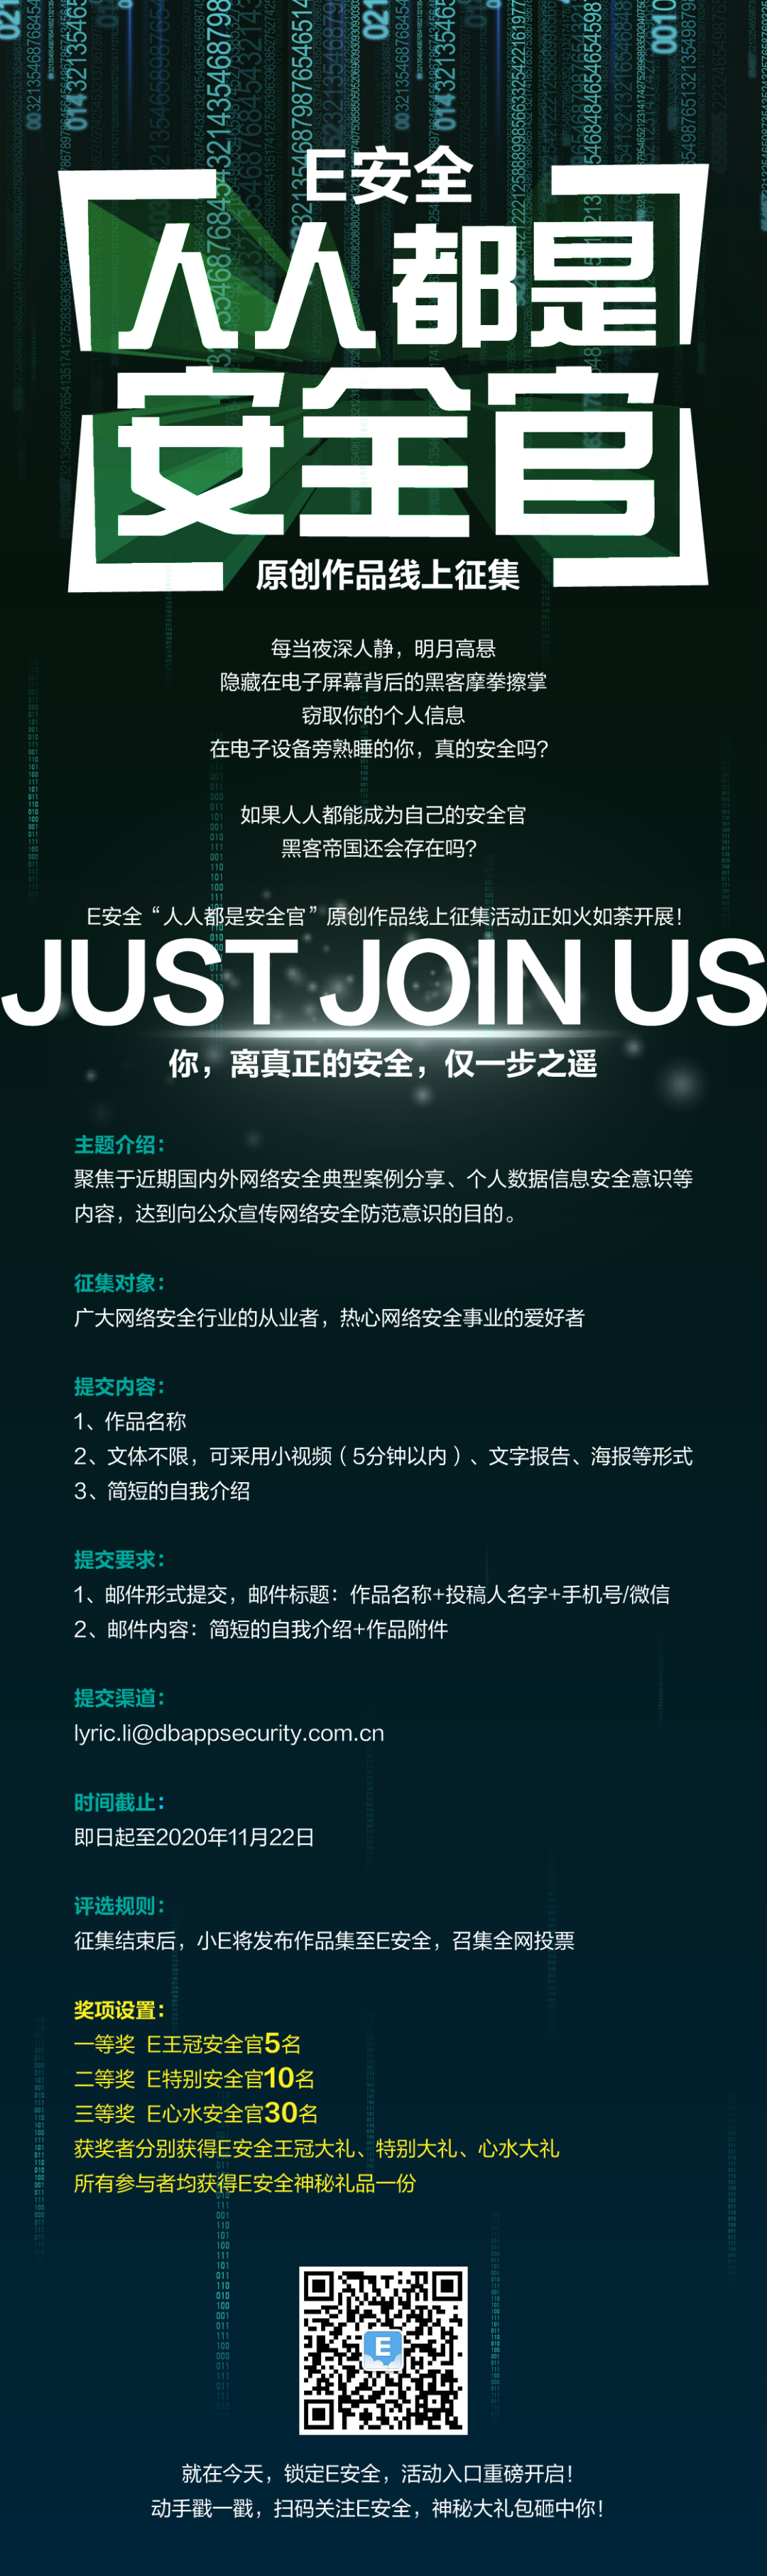 E安全
人人都是
安全官
原创作品线上征集
每当夜深人静，明月高悬
隐藏在电子屏幕背后的黑客摩拳擦掌
窃取你的个人信息
在电子设备旁熟睡的你，真的安全吗？
如果人人都能成为自己的安全官
黑客帝国还会存在吗？
E安全“人人都是安全官”原创作品线上征集活动正如火如荼开展！
JUST JOIN US
你，离真正的安全，仅一步之遥
主题介绍：
聚焦于近期国内外网络安全典型案例分享、个人数据信息安全意识等
内容，达到向公众宣传网络安全防范意识的目的。
征集对象：
广大网络安全行业的从业者，热心网络安全事业的爱好者
提交内容：
1、作品名称
2、文体不限，可采用小视频（5分钟以内）、文字报告、海报等形式
3、简短的自我介绍
提交要求：
1、邮件形式提交，邮件标题：作品名称+投稿人名字+手机号/微信
2、邮件内容：简短的自我介绍+作品附件
提交渠道：
lyric.li@dbappsecurity.com.cn
时间截止：
即日起至2020年11月22日
评选规则：
征集结束后，小E将发布作品集至E安全，召集全网投票
奖项设置：
一等奖 E王冠安全官5名
二等奖 E特别安全官10名
三等奖 E心水安全官30名
获奖者分别获得E安全王冠大礼、特别大礼、心水大礼
所有参与者均获得E安全神秘礼品一份
E
就在今天，锁定E安全，活动入口重磅开启！
动手戳一戳，扫码关注E安全，神秘大礼包砸中你！